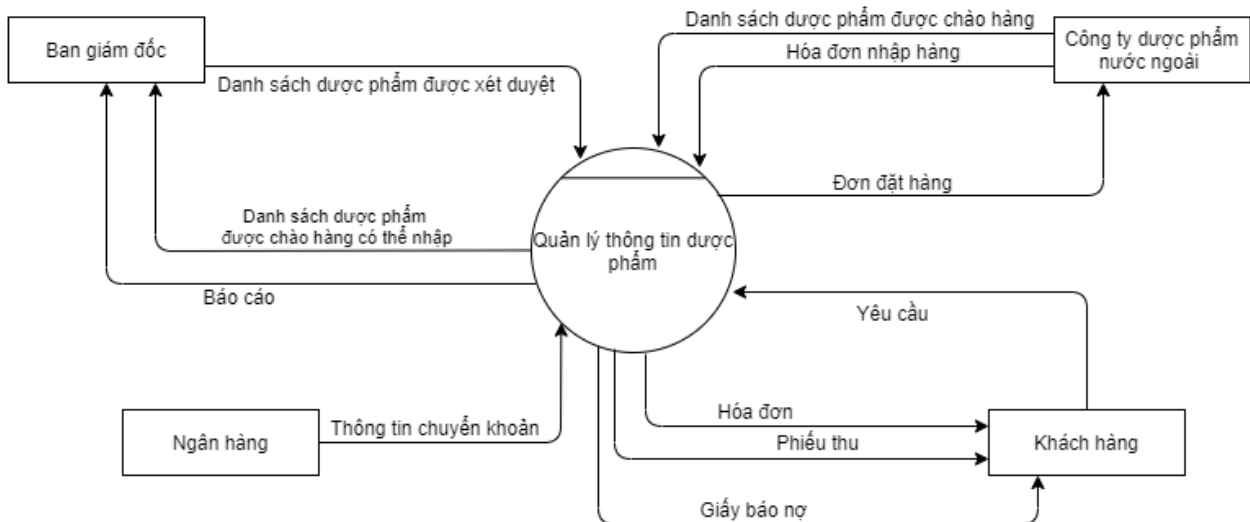 Danh sách dược phẩm được chào hàng
Ban giám đốc
Hóa đơn nhập hàng
Công ty dược phẩm
nước ngoài
Danh sách dược phẩm được xét duyệt
Đơn đặt hàng
Danh sách dược phẩm
được chào hàng có thể nhập
Quản lý thông tin dược
phẩm
Báo cáo
Yêu cầu
Hóa đơn
Thông tin chuyển khoản
Ngân hàng
Phiếu thu
Khách hàng
Giấy báo nợ